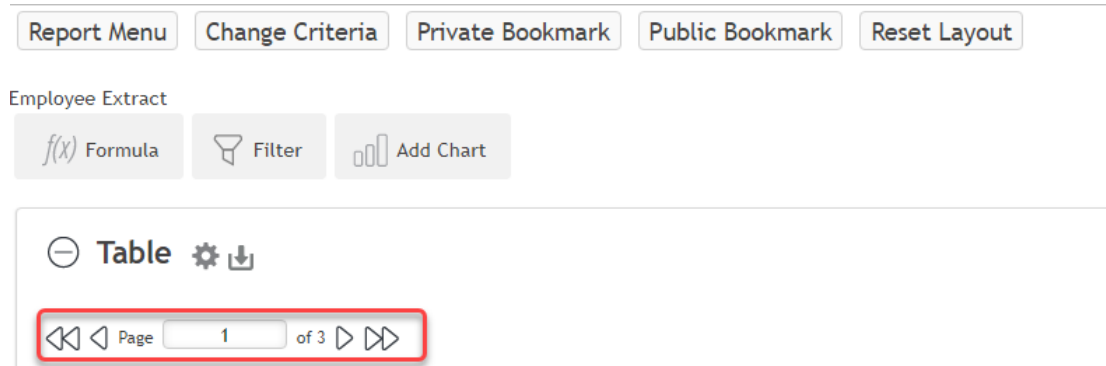 Report Menu Change Criteria Private Bookmark Public Bookmark Reset Layout
Employee Extract
f(x) Formula Filter Add Chart
Table
Page 1 of 3